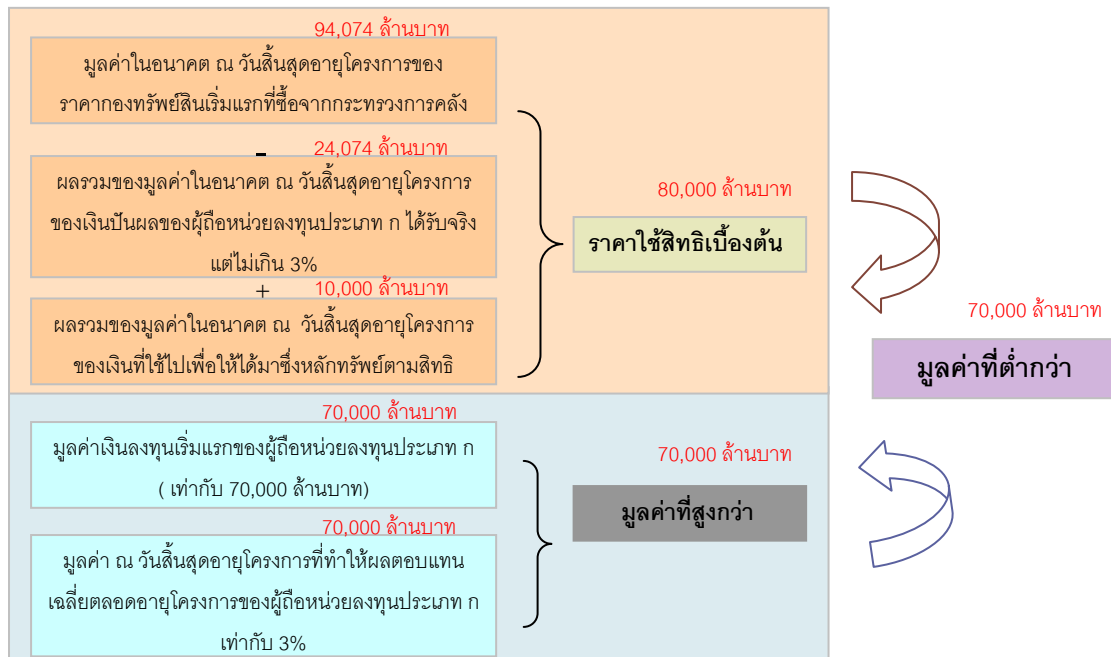 94,074 ล้านบาท
มูลค่าในอนาคต ณ วันสิ้นสุดอายุโครงการของ
ราคากองทรัพย์สินเริ่มแรกที่ซื้อจากกระทรวงการคลัง
- 24,074 ล้านบาท
ผลรวมของมูลค่าในอนาคต ณ วันสิ้นสุดอายุโครงการ
ของเงินปันผลของผู้ถือหน่วยลงทุนประเภท ก ได้รับจริง
แต่ไม่เกิน 3%
+ 10,000 ล้านบาท
ผลรวมของมูลค่าในอนาคต ณ วันสิ้นสุดอายุโครงการ
ของเงินที่ใช้ไปเพื่อให้ได้มาซึ่งหลักทรัพย์ตามสิทธิ
80,000 ล้านบาท
ราคาใช้สิทธิเบื้องต้น
70,000 ล้านบาท
มูลค่าที่ต่ำกว่า
70,000 ล้านบาท
มูลค่าเงินลงทุนเริ่มแรกของผู้ถือหน่วยลงทุนประเภท ก
( เท่ากับ 70,000 ล้านบาท)
70,000 ล้านบาท
มูลค่า ณ วันสิ้นสุดอายุโครงการที่ทำให้ผลตอบแทน
เฉลี่ยตลอดอายุโครงการของผู้ถือหน่วยลงทุนประเภท ก
เท่ากับ 3%
70,000 ล้านบาท
มูลค่าที่สูงกว่า